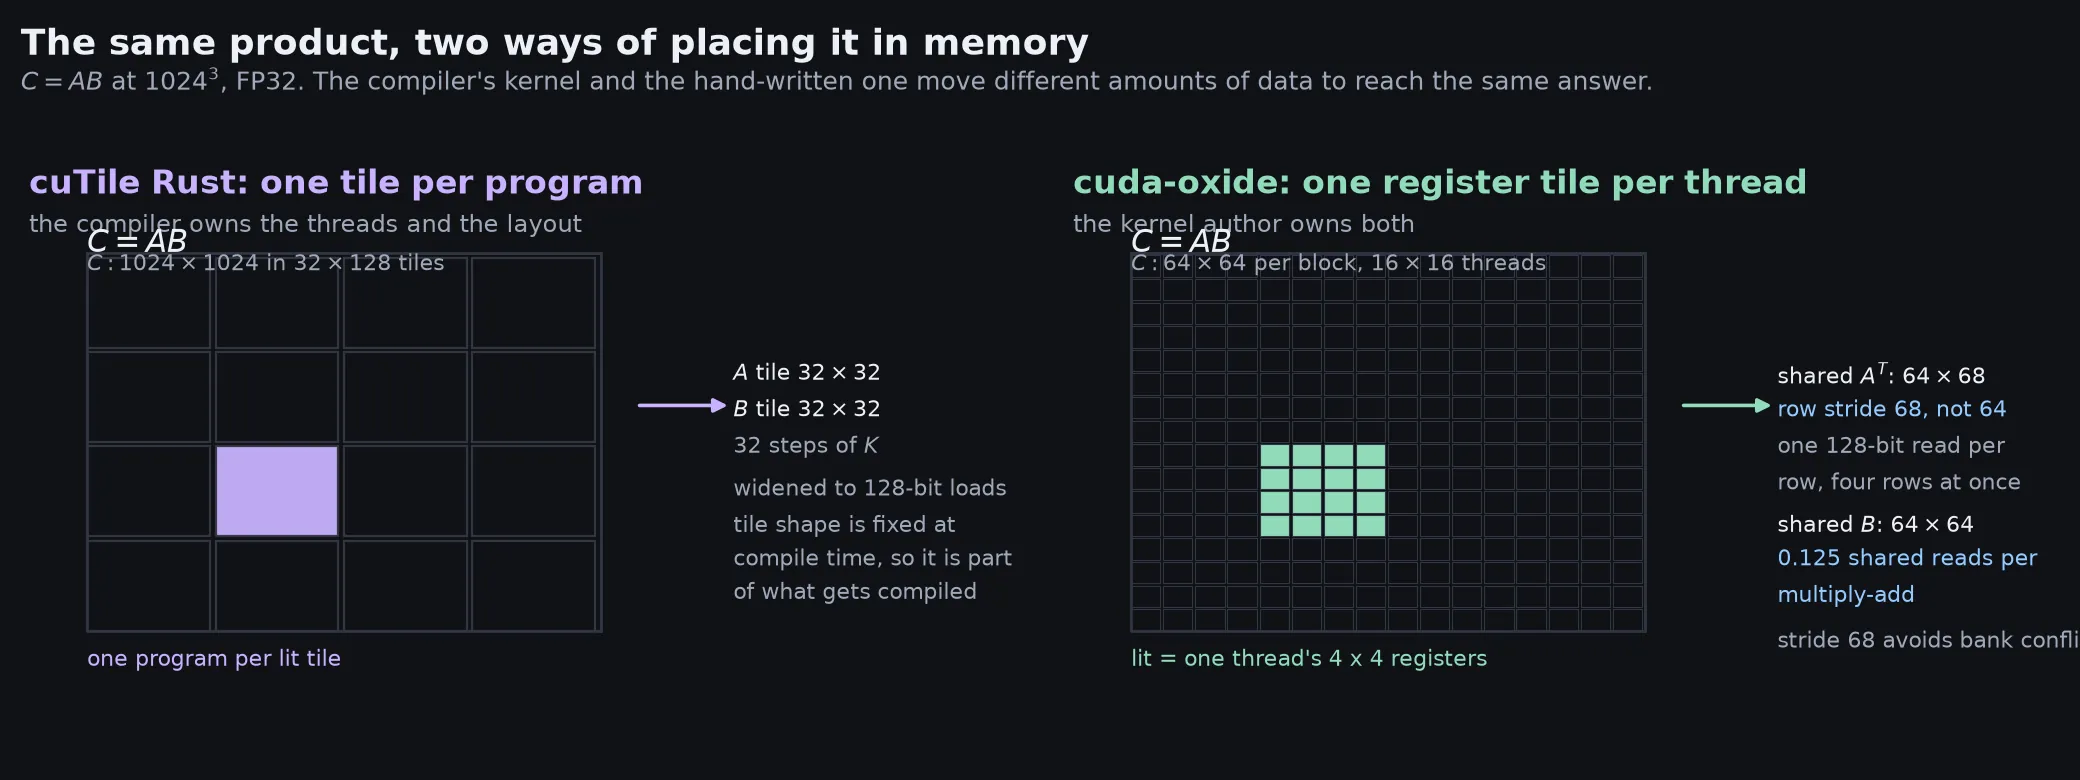 The same product, two ways of placing it in memory
C = AB at 1024³, FP32. The compiler's kernel and the hand-written one move different amounts of data to reach the same answer.
cuTile Rust: one tile per program
the compiler owns the threads and the layout
C = AB
C : 1024 × 1024 in 32 × 128 tiles
A tile 32 × 32
B tile 32 × 32
32 steps of K
widened to 128-bit loads
tile shape is fixed at
compile time, so it is part
of what gets compiled
one program per lit tile
cuda-oxide: one register tile per thread
the kernel author owns both
C = AB
C : 64 × 64 per block, 16 × 16 threads
shared Aᵀ: 64 × 68
row stride 68, not 64
one 128-bit read per
row, four rows at once
shared B: 64 × 64
0.125 shared reads per
multiply-add
stride 68 avoids bank confli
lit = one thread's 4 x 4 registers